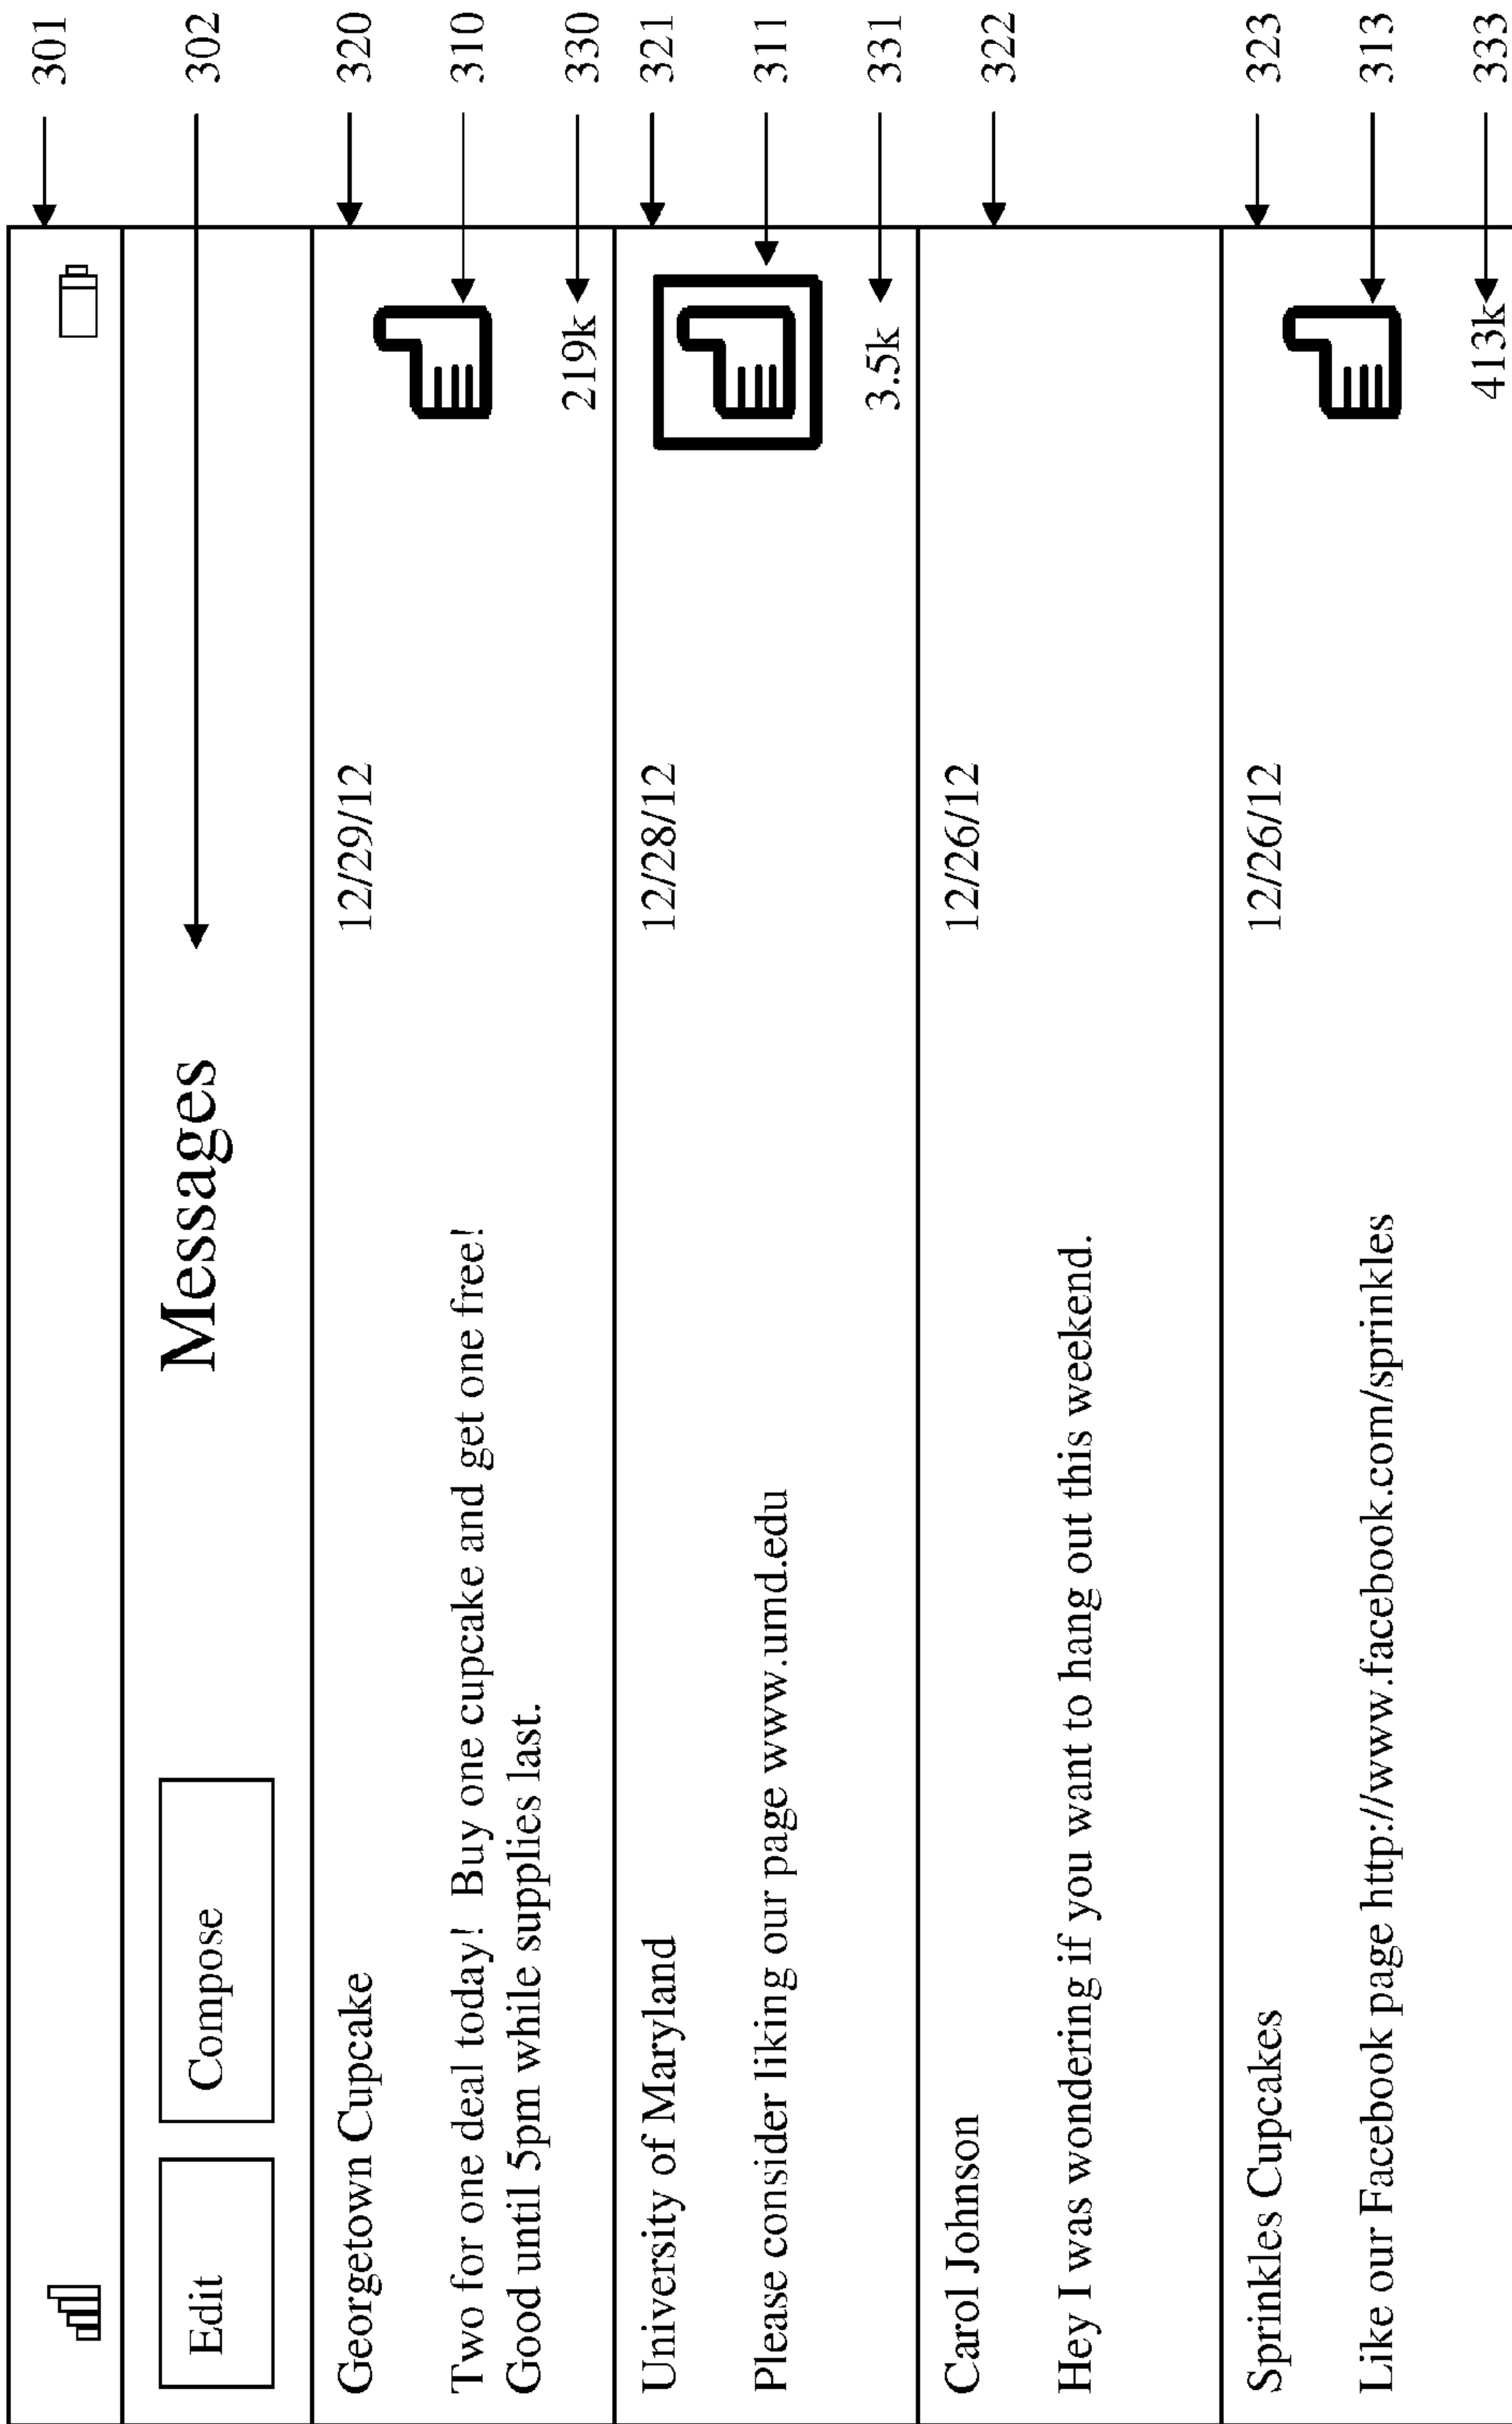 301
Edit
Compose
Messages
302
Georgetown Cupcake
12/29/12
320
Two for one deal today!  Buy one cupcake and get one free!
310
Good until 5pm while supplies last.
219k
330
University of Maryland
12/28/12
321
Please consider liking our page www.umd.edu
311
3.5k
331
Carol Johnson
12/26/12
322
Hey I was wondering if you want to hang out this weekend.
Sprinkles Cupcakes
12/26/12
323
Like our Facebook page http://www.facebook.com/sprinkles
313
413k
333